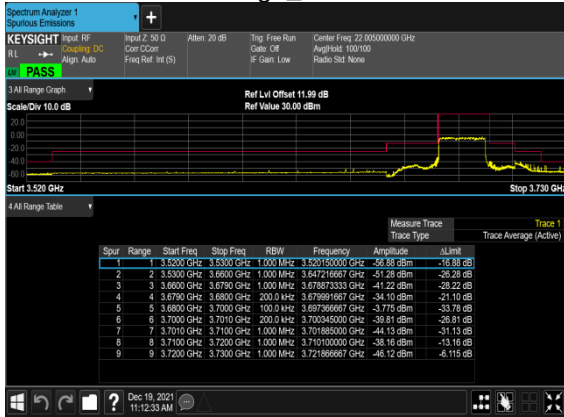 Spectrum Analyzer 1
Spurious Emissions
KEYSIGHT Input: RF Input Z: 50 Ω Atten: 20 dB Trig: Free Run Center Freq: 22.005000000 GHz
RL Coupling: DC Corr CCorr Gate: Off Avg|Hold: 100/100
Align: Auto Freq Ref: Int (S) IF Gain: Low Radio Std: None
PASS
3 All Range Graph
Ref Lvl Offset 11.99 dB
Scale/Div 10.0 dB Ref Value 30.00 dBm
20.0
0.00
-20.0
-40.0
-60.0
Start 3.520 GHz Stop 3.730 GHz
4 All Range Table
Measure Trace Trace 1
Trace Type Trace Average (Active)
Spur Range Start Freq Stop Freq RBW Frequency Amplitude ΔLimit
1 1 3.5200 GHz 3.5300 GHz 1.000 MHz 3.520150000 GHz -56.88 dBm -16.88 dB
2 2 3.5300 GHz 3.6600 GHz 1.000 MHz 3.647216667 GHz -51.28 dBm -26.28 dB
3 3 3.6600 GHz 3.6790 GHz 1.000 MHz 3.678873333 GHz -41.22 dBm -28.22 dB
4 4 3.6790 GHz 3.6800 GHz 200.0 kHz 3.679991667 GHz -34.10 dBm -21.10 dB
5 5 3.6800 GHz 3.7000 GHz 100.0 kHz 3.697366667 GHz -3.775 dBm -33.78 dB
6 6 3.7000 GHz 3.7010 GHz 200.0 kHz 3.700345000 GHz -39.81 dBm -26.81 dB
7 7 3.7010 GHz 3.7100 GHz 1.000 MHz 3.701885000 GHz -44.13 dBm -31.13 dB
8 8 3.7100 GHz 3.7200 GHz 1.000 MHz 3.710100000 GHz -38.16 dBm -13.16 dB
9 9 3.7200 GHz 3.7300 GHz 1.000 MHz 3.721866667 GHz -46.12 dBm -6.115 dB
Dec 19, 2021
11:12:33 AM